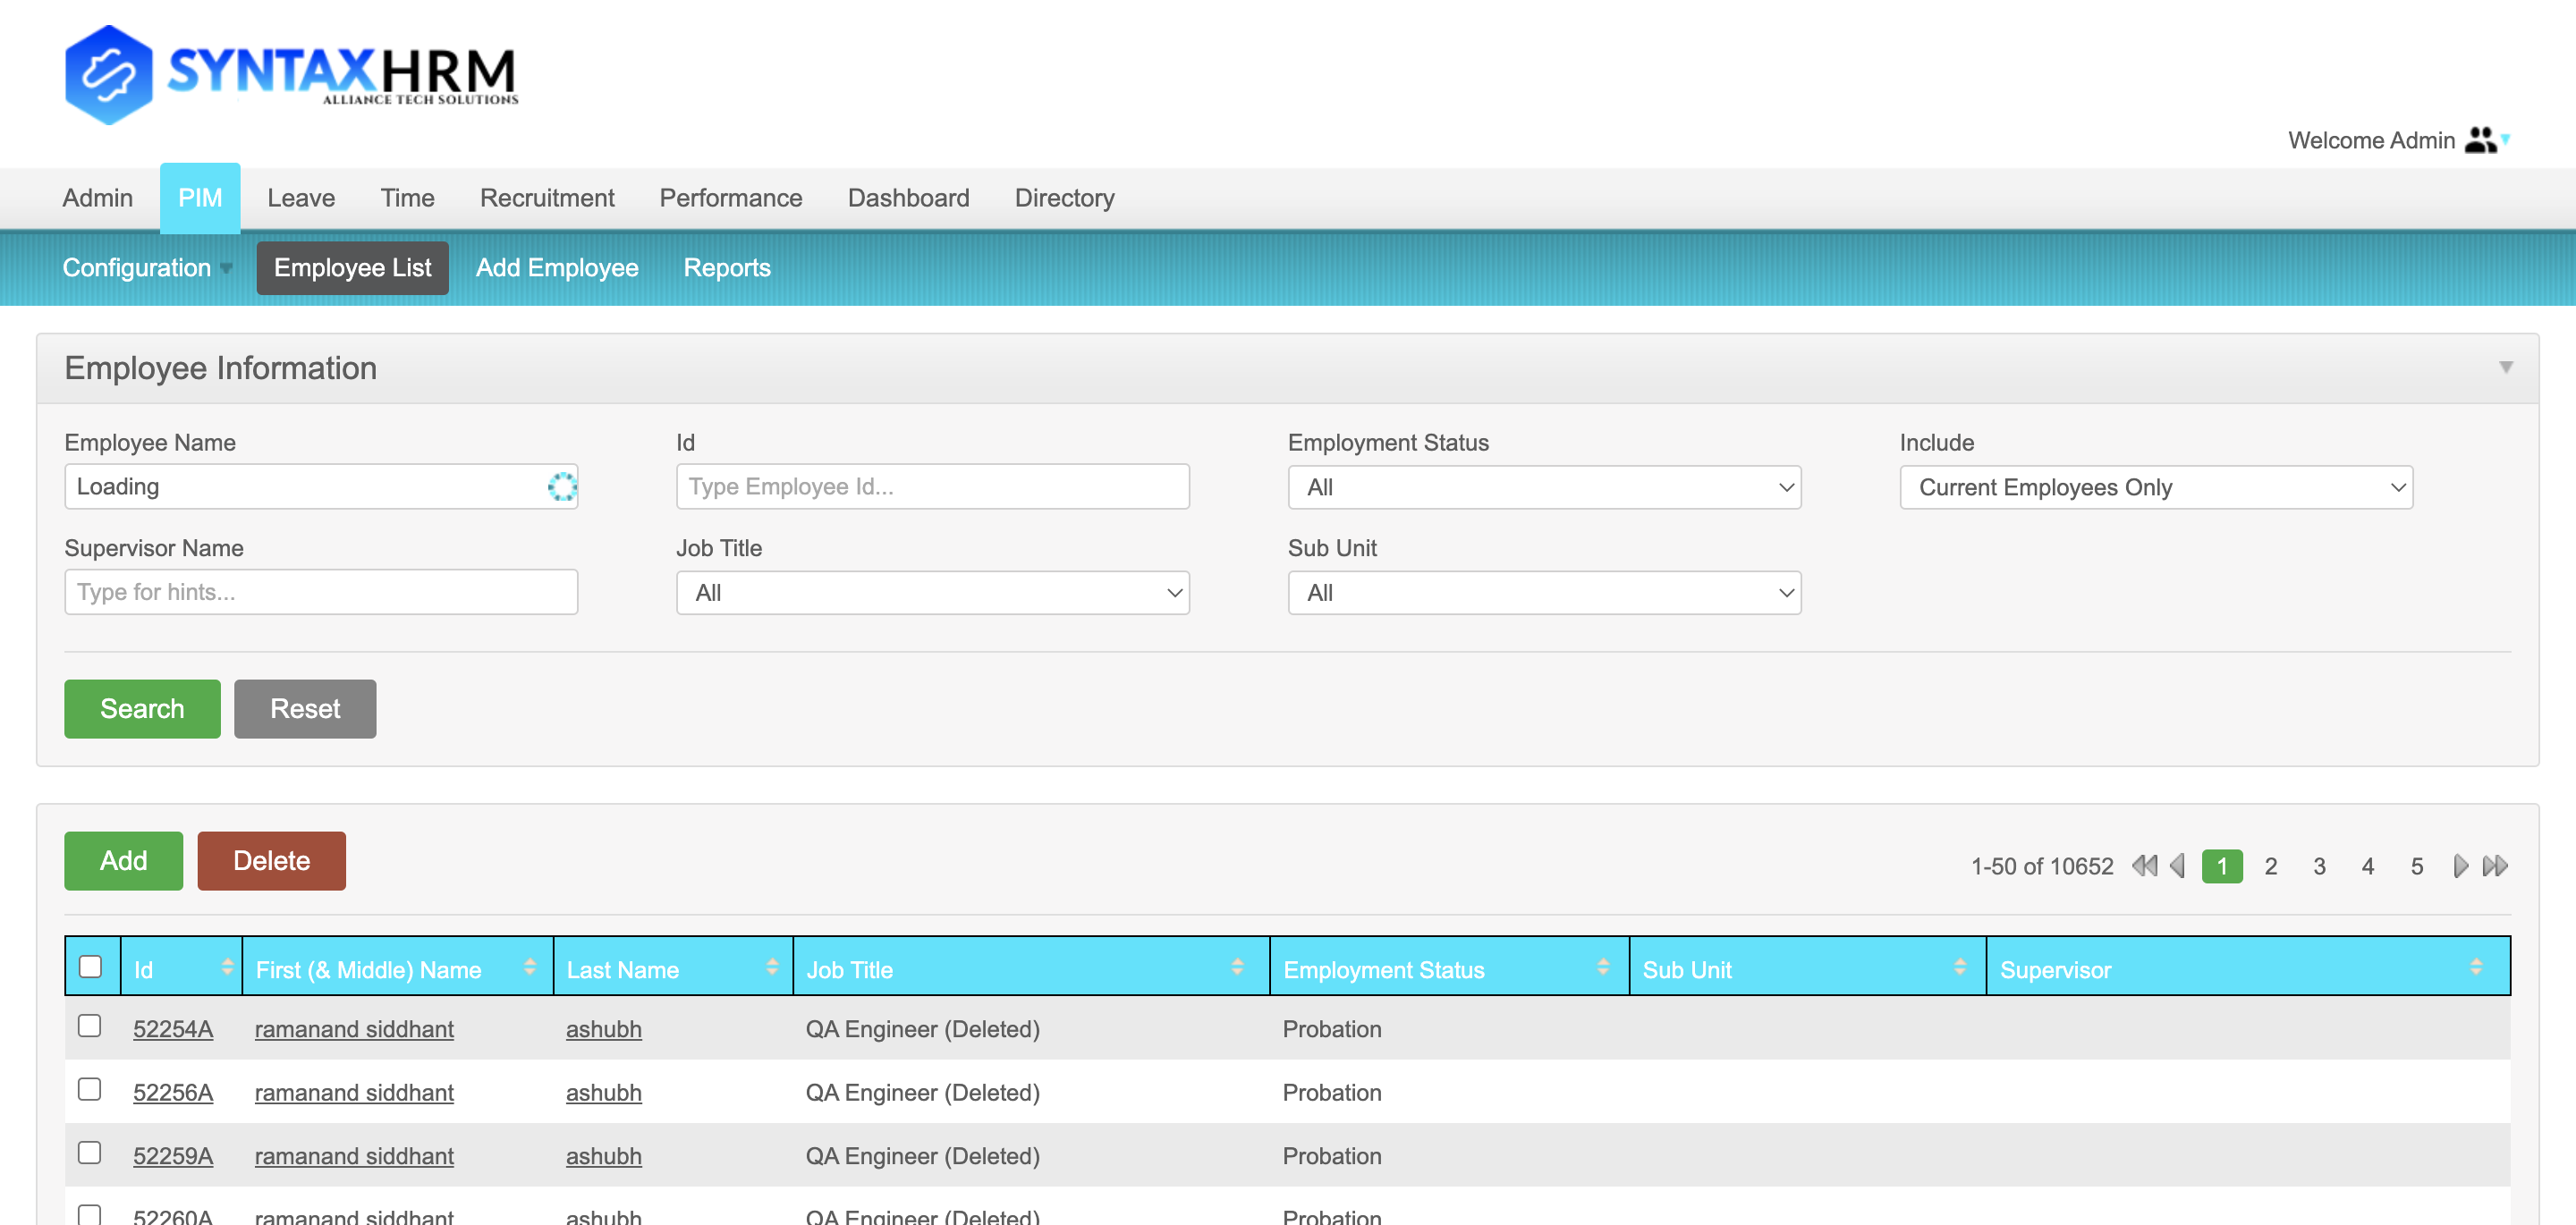 SYNTAXHRM
ALLIANCE TECH SOLUTIONS
Welcome Admin
Admin PIM Leave Time Recruitment Performance Dashboard Directory
Configuration Employee List Add Employee Reports
Employee Information
Employee Name Id Employment Status Include
Loading Type Employee Id... All Current Employees Only
Supervisor Name Job Title Sub Unit
Type for hints... All All
Search Reset
Add Delete 1-50 of 10652 1 2 3 4 5
Id First (& Middle) Name Last Name Job Title Employment Status Sub Unit Supervisor
52254A ramanand siddhant ashubh QA Engineer (Deleted) Probation
52256A ramanand siddhant ashubh QA Engineer (Deleted) Probation
52259A ramanand siddhant ashubh QA Engineer (Deleted) Probation
52260A ramanand siddhant ashubh QA Engineer (Deleted) Probation